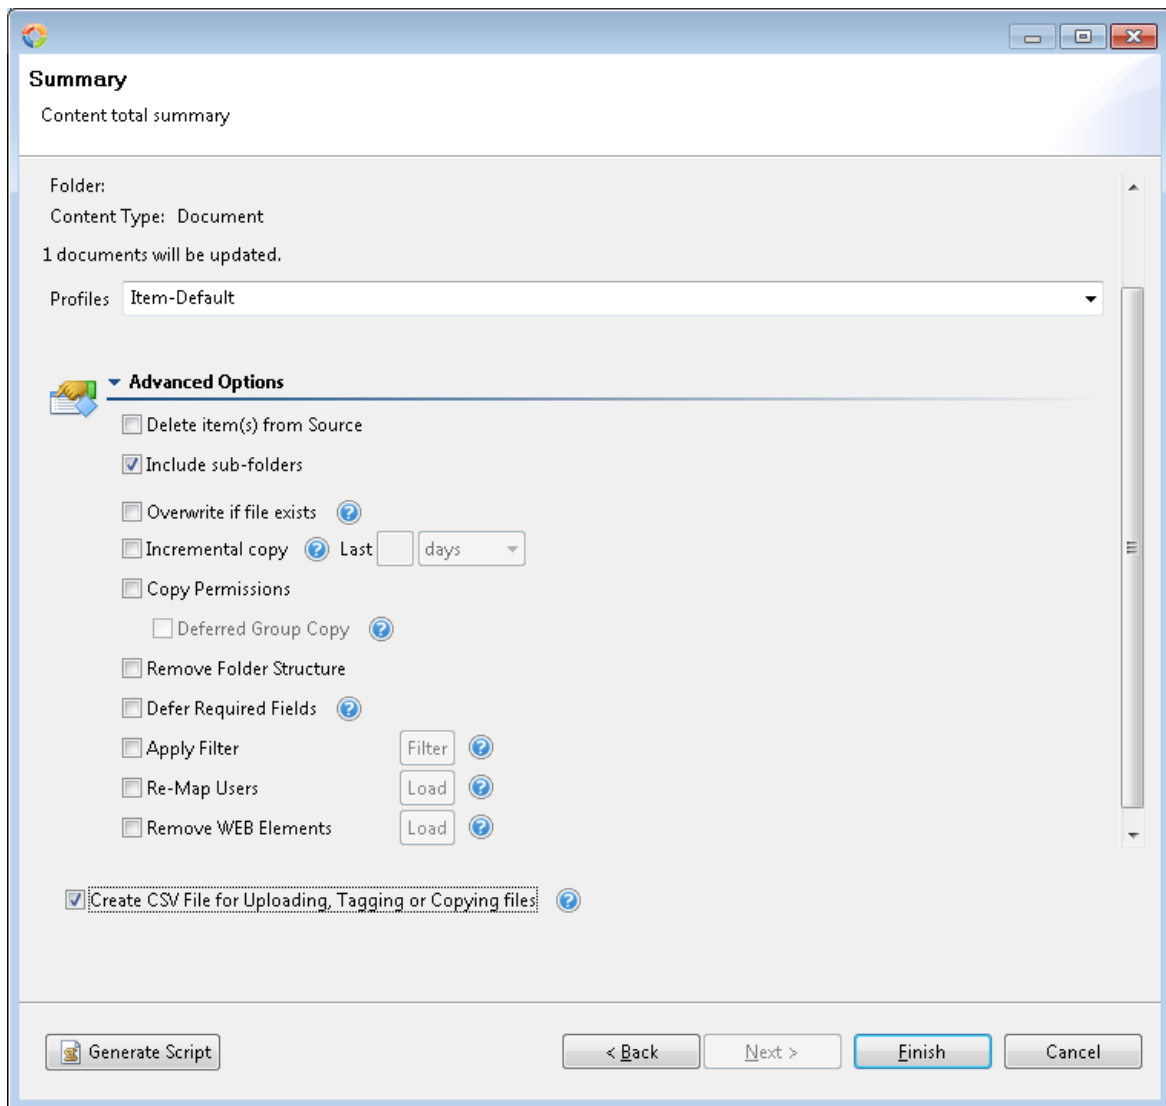 Summary
Content total summary
Folder:
Content Type: Document
1 documents will be updated.
Profiles Item-Default
Advanced Options
Delete item(s) from Source
Include sub-folders
Overwrite if file exists
Incremental copy Last days
Copy Permissions
Deferred Group Copy
Remove Folder Structure
Defer Required Fields
Apply Filter Filter
Re-Map Users Load
Remove WEB Elements Load
Create CSV File for Uploading, Tagging or Copying files
Generate Script < Back Next > Finish Cancel